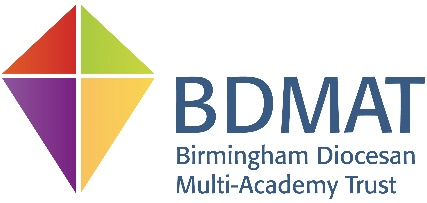 BDMAT
Birmingham Diocesan
Multi-Academy Trust